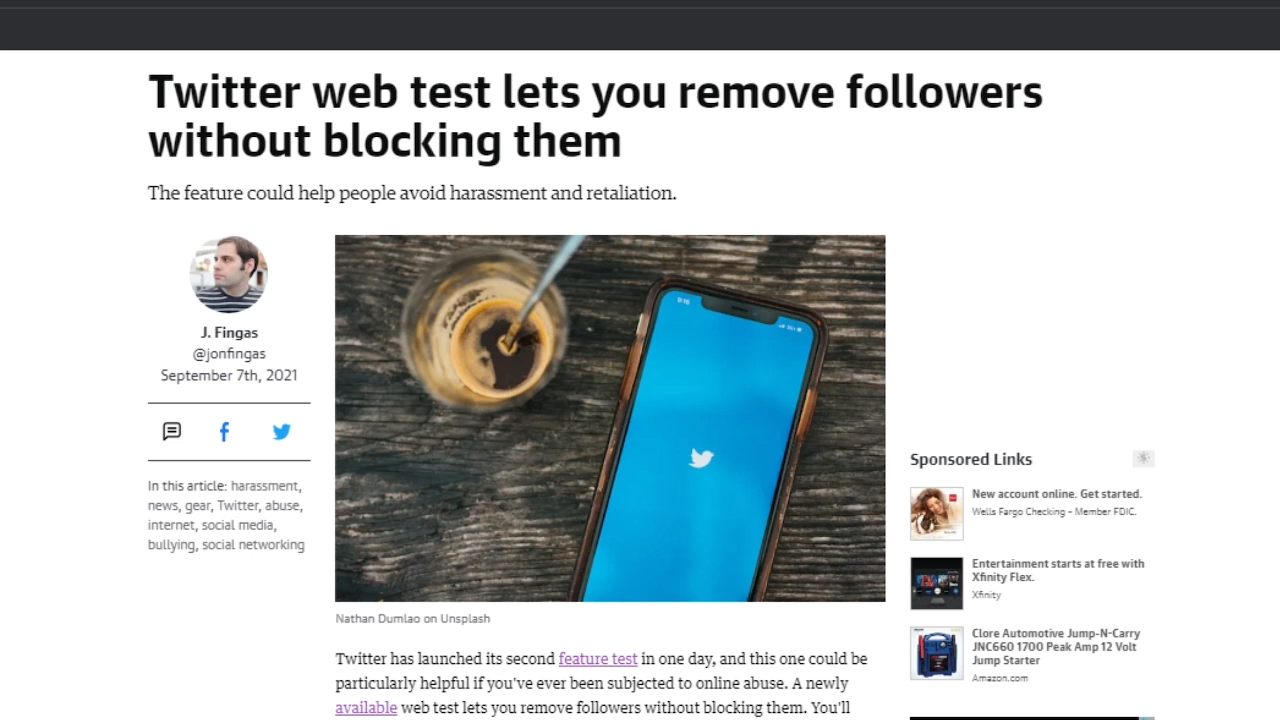 Twitter web test lets you remove followers
without blocking them
The feature could help people avoid harassment and retaliation.
J. Fingas
@jonfingas
September 7th, 2021
In this article: harassment,
news, gear, Twitter, abuse,
internet, social media,
bullying, social networking
Nathan Dumlao on Unsplash
Twitter has launched its second feature test in one day, and this one could be
particularly helpful if you've ever been subjected to online abuse. A newly
available web test lets you remove followers without blocking them. You'll
Sponsored Links
New account online. Get started.
Wells Fargo Checking - Member FDIC.
Entertainment starts at free with
Xfinity Flex.
Xfinity
Clore Automotive Jump-N-Carry
JNC660 1700 Peak Amp 12 Volt
Jump Starter
Amazon.com